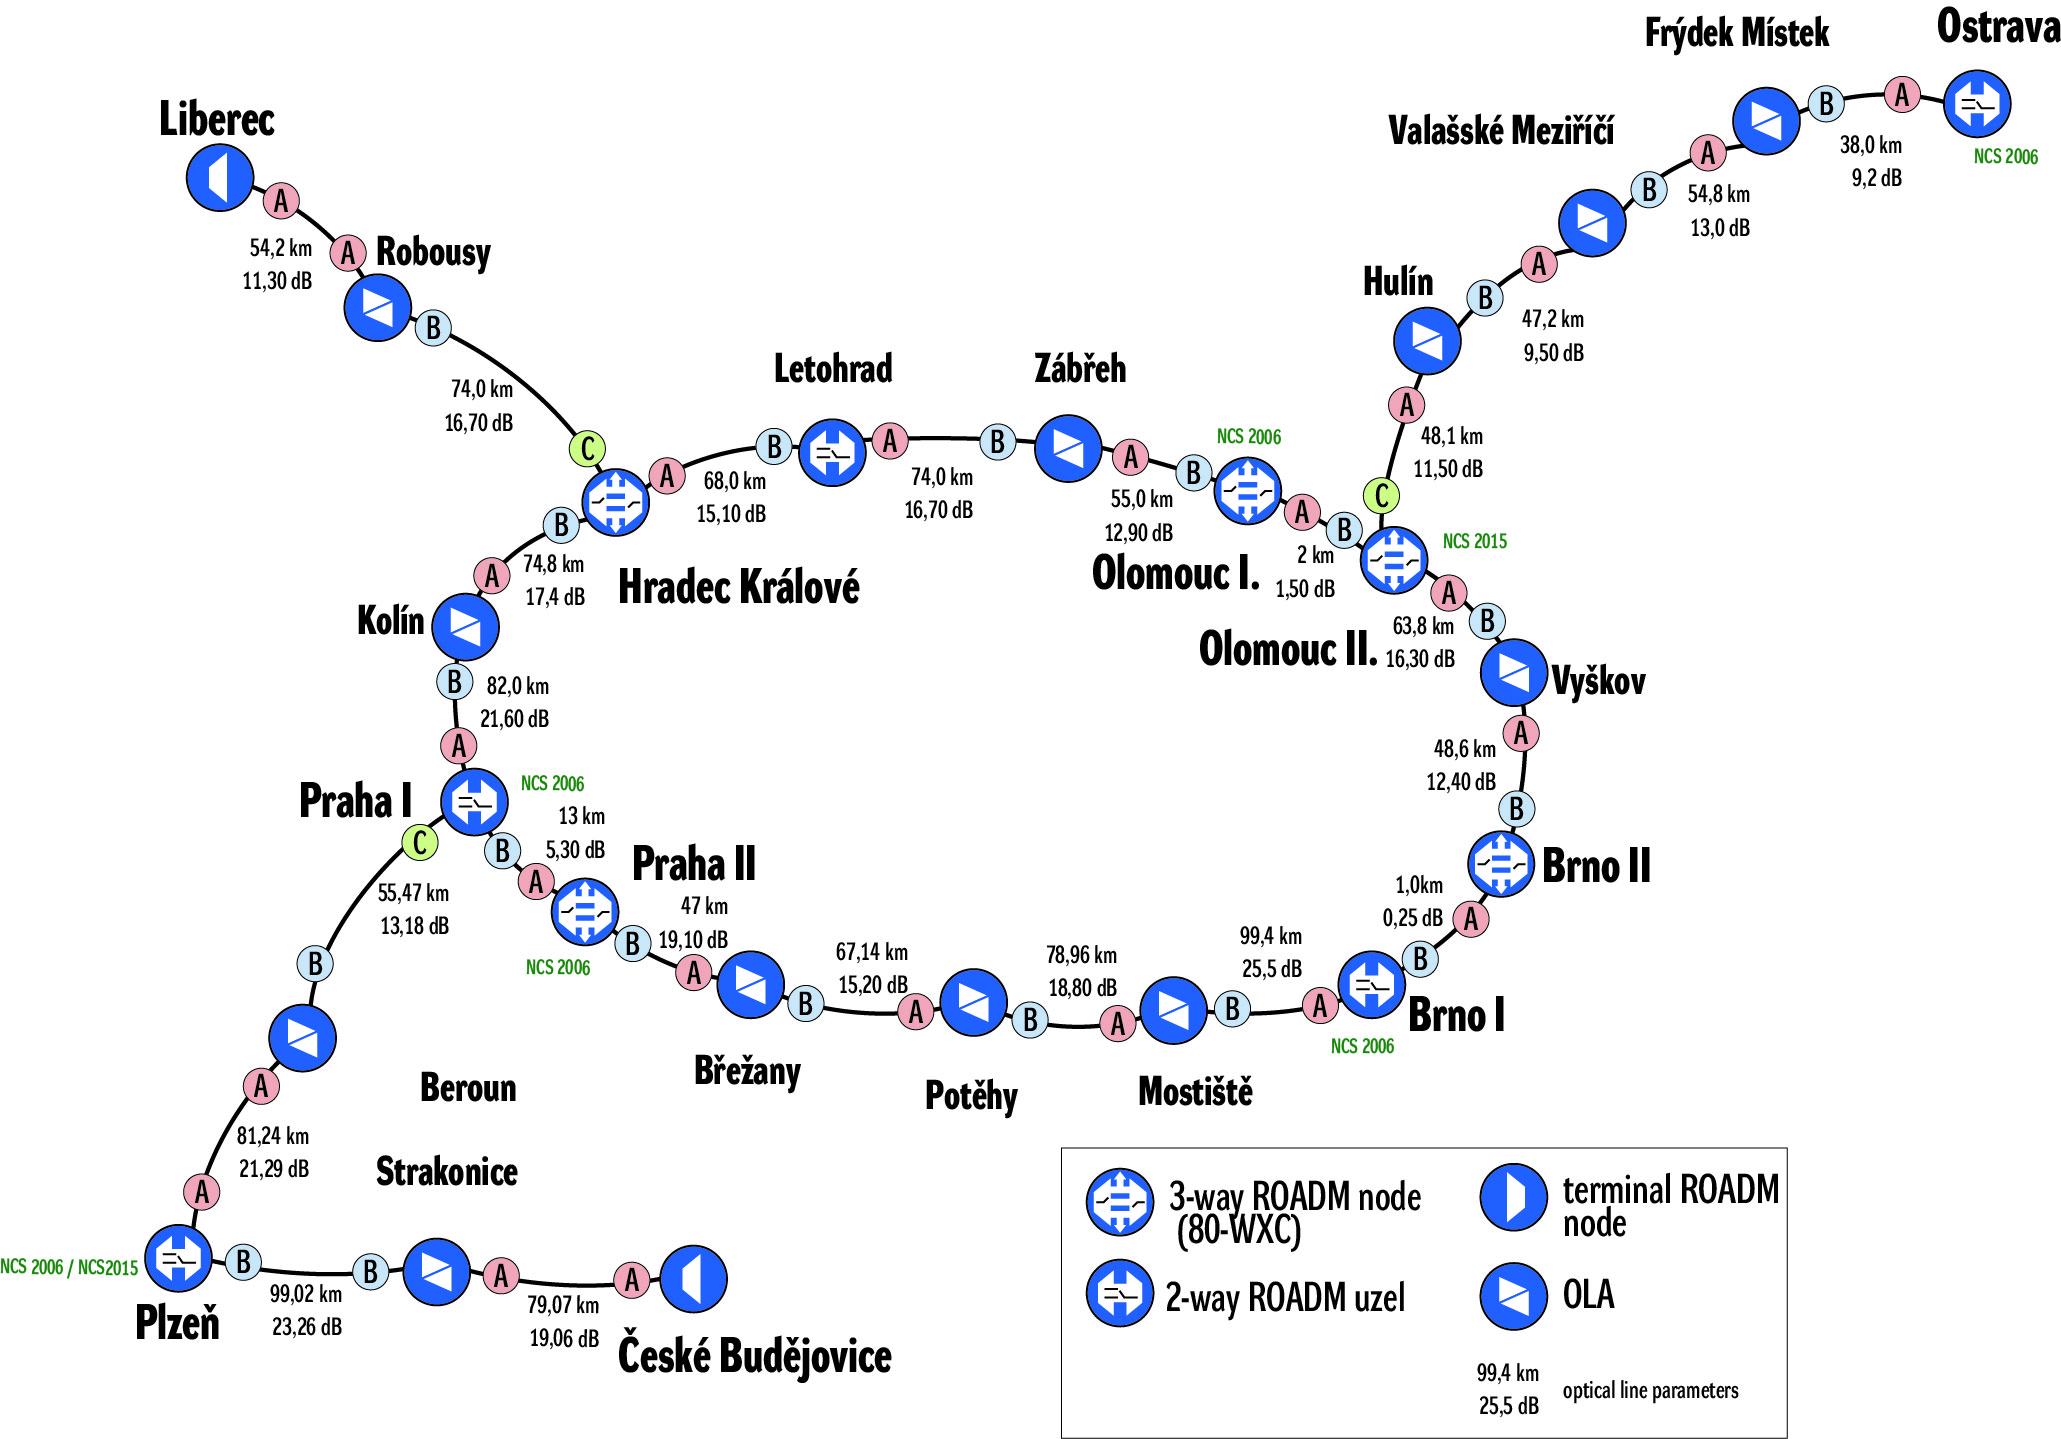 Ostrava
Frýdek Místek
B
A
38,0 km
9,2 dB
NCS 2006
Valašské Meziříčí
A
B
54,8 km
13,0 dB
Liberec
A
54,2 km
11,30 dB
A
Robousy
B
74,0 km
16,70 dB
C
Hulín
A
B
47,2 km
9,50 dB
A
48,1 km
11,50 dB
C
Letohrad
Zábřeh
A
B
68,0 km
15,10 dB
A
B
74,0 km
16,70 dB
A
B
55,0 km
12,90 dB
NCS 2006
Olomouc I.
A
B
2 km
1,50 dB
NCS 2015
Olomouc II.
B
A
74,8 km
17,4 dB
Hradec Králové
Kolín
B
82,0 km
21,60 dB
A
A
B
63,8 km
16,30 dB
Vyškov
A
48,6 km
12,40 dB
B
Praha I
NCS 2006
C
B
A
13 km
5,30 dB
Praha II
NCS 2006
Brno II
1,0km
0,25 dB
A
B
55,47 km
13,18 dB
B
47 km
19,10 dB
B
A
67,14 km
15,20 dB
B
A
78,96 km
18,80 dB
B
A
99,4 km
25,5 dB
B
A
Brno I
NCS 2006
Břežany
Potěhy
Mostiště
Beroun
A
81,24 km
21,29 dB
A
Strakonice
NCS 2006 / NCS2015
Plzeň
B
B
99,02 km
23,26 dB
A
A
79,07 km
19,06 dB
České Budějovice
3-way ROADM node
(80-WXC)
terminal ROADM
node
2-way ROADM uzel
OLA
99,4 km
25,5 dB
optical line parameters